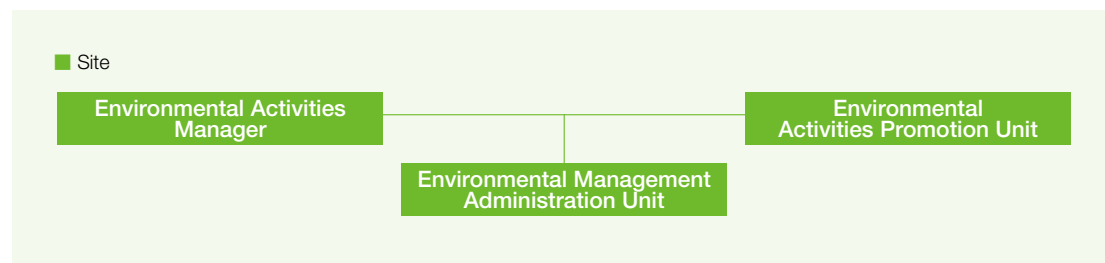 Site
Environmental Activities
Manager
Environmental
Activities Promotion Unit
Environmental Management
Administration Unit